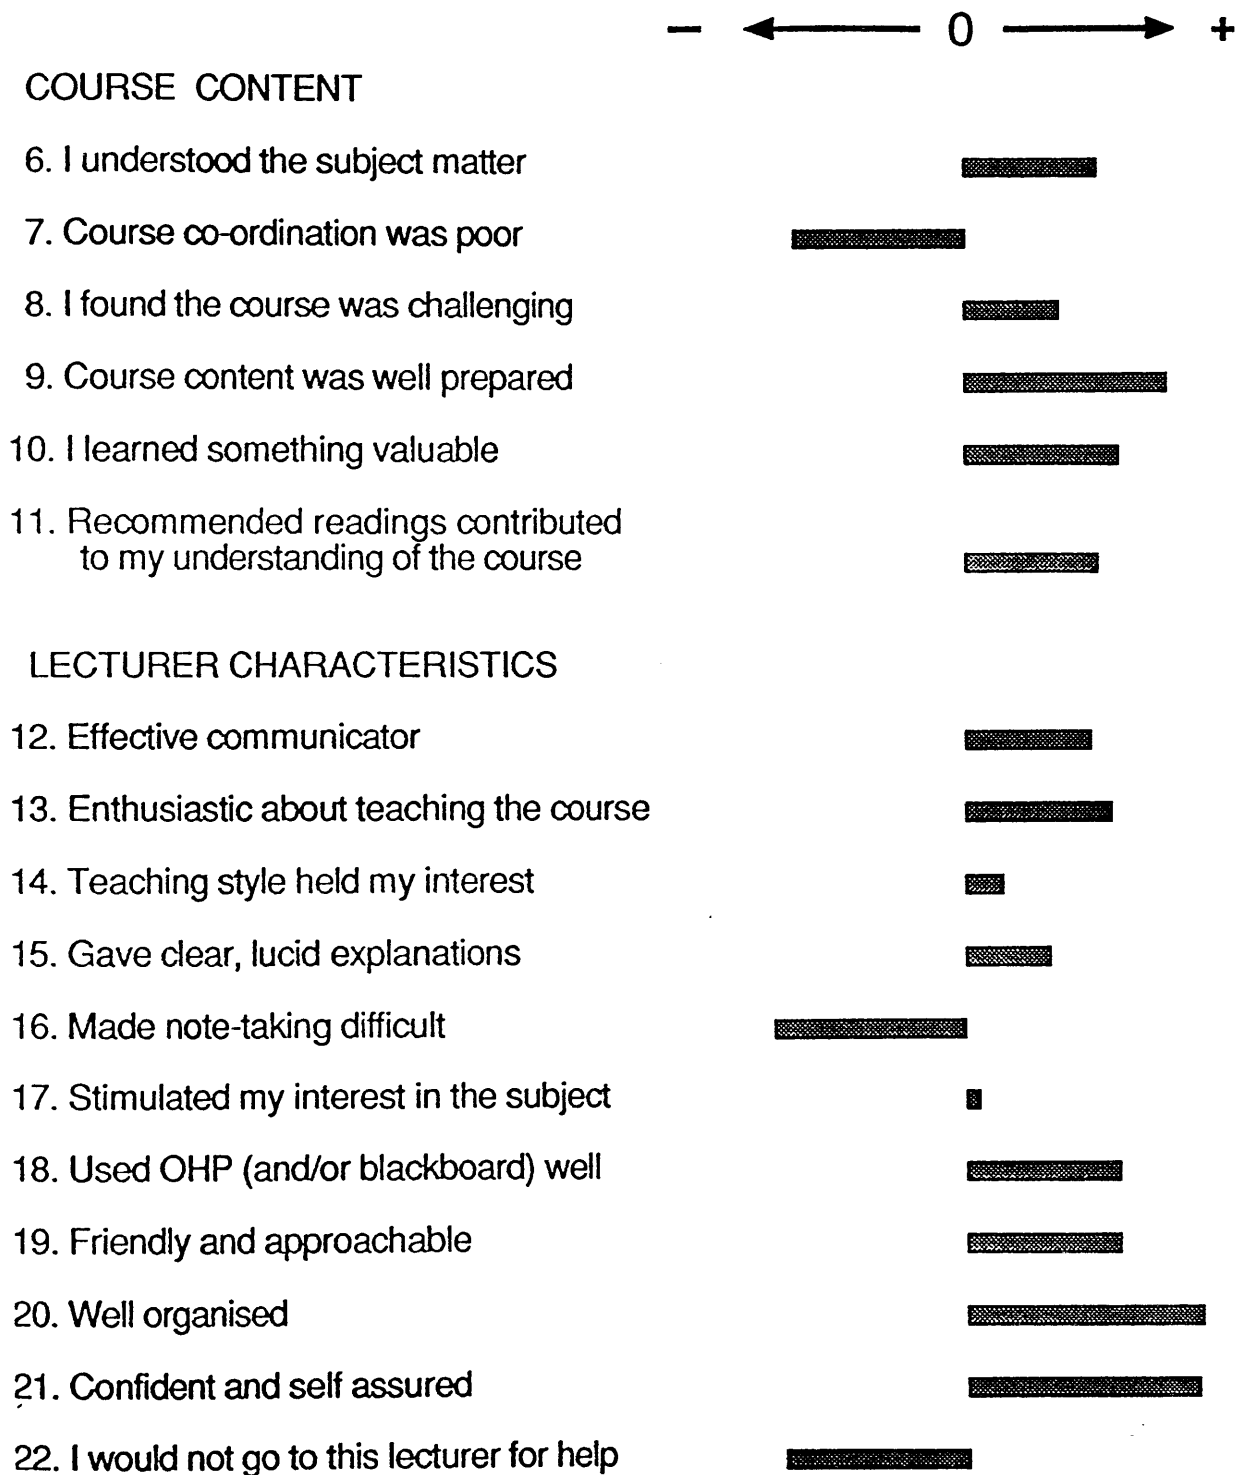 − 0 +
COURSE CONTENT
6. I understood the subject matter
7. Course co-ordination was poor
8. I found the course was challenging
9. Course content was well prepared
10. I learned something valuable
11. Recommended readings contributed
to my understanding of the course
LECTURER CHARACTERISTICS
12. Effective communicator
13. Enthusiastic about teaching the course
14. Teaching style held my interest
15. Gave clear, lucid explanations
16. Made note-taking difficult
17. Stimulated my interest in the subject
18. Used OHP (and/or blackboard) well
19. Friendly and approachable
20. Well organised
21. Confident and self assured
22. I would not go to this lecturer for help